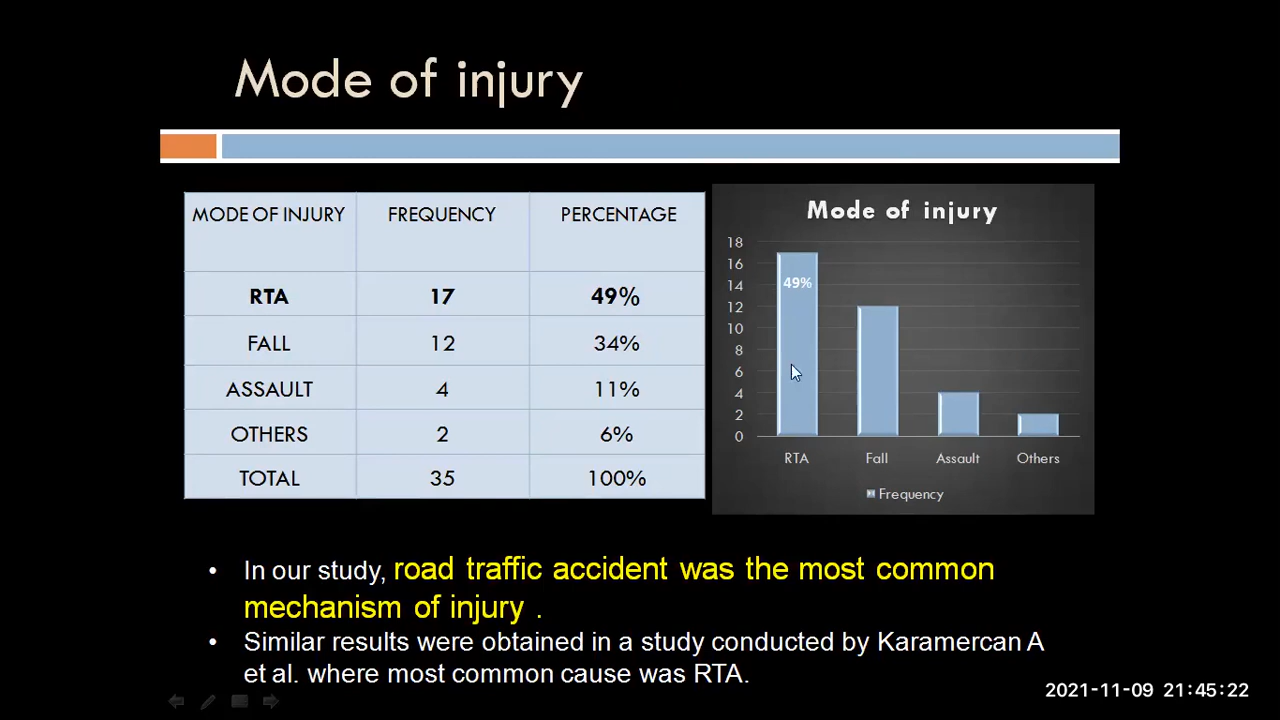 Mode of injury
MODE OF INJURY FREQUENCY PERCENTAGE
RTA 17 49%
FALL 12 34%
ASSAULT 4 11%
OTHERS 2 6%
TOTAL 35 100%
Mode of injury
18
16
14
12
10
8
6
4
2
0
49%
RTA Fall Assault Others
Frequency
• In our study, road traffic accident was the most common
mechanism of injury .
• Similar results were obtained in a study conducted by Karamercan A
et al. where most common cause was RTA.
2021-11-09 21:45:22